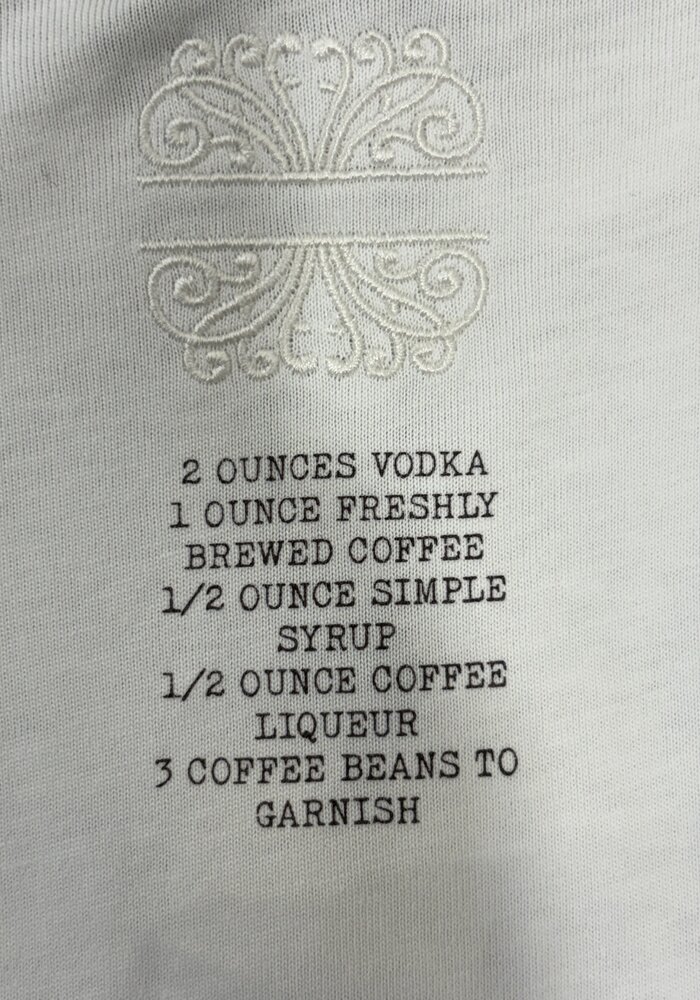 2 OUNCES VODKA
1 OUNCE FRESHLY
BREWED COFFEE
1/2 OUNCE SIMPLE
SYRUP
1/2 OUNCE COFFEE
LIQUEUR
3 COFFEE BEANS TO
GARNISH